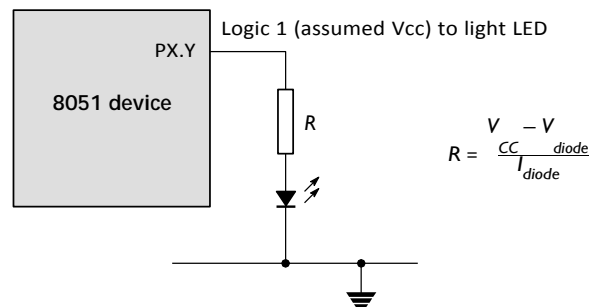 Logic 1 (assumed Vcc) to light LED
PX.Y
8051 device
R
R = V CC – V diode
I diode